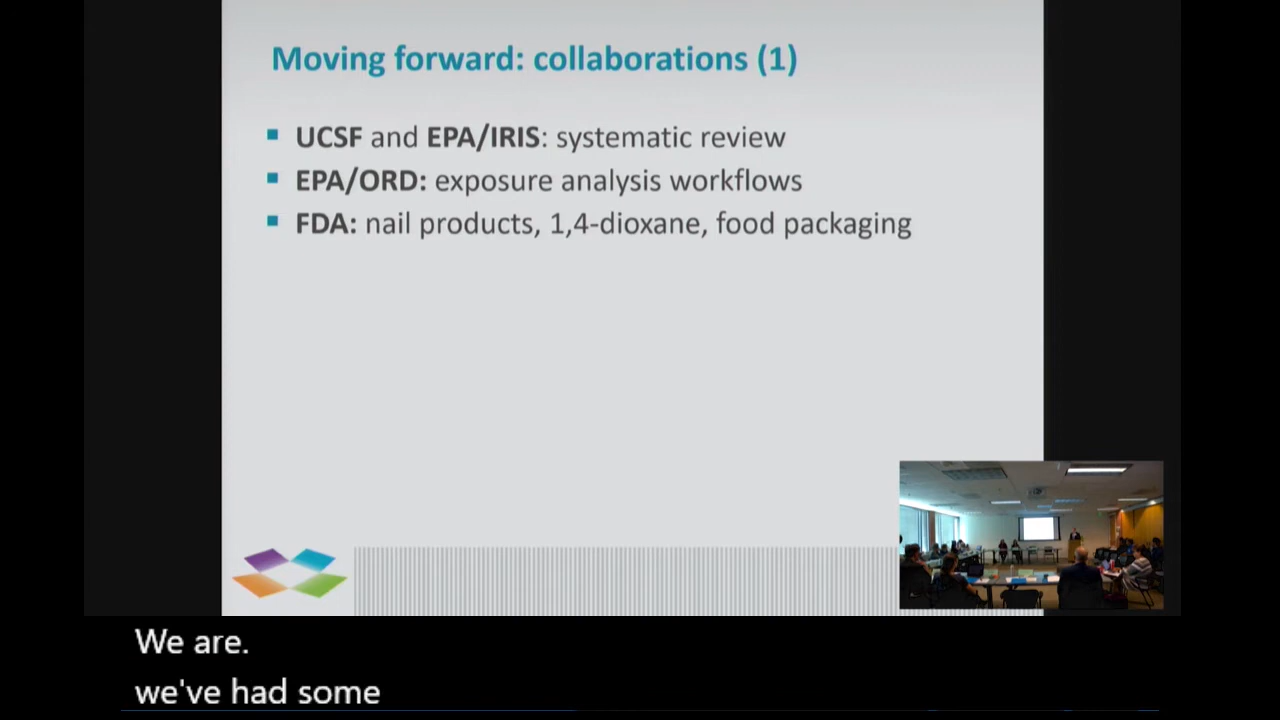 Moving forward: collaborations (1)
UCSF and EPA/IRIS: systematic review
EPA/ORD: exposure analysis workflows
FDA: nail products, 1,4-dioxane, food packaging
We are.
we've had some